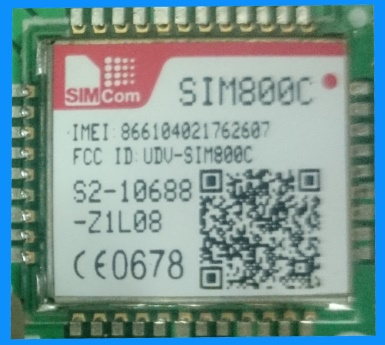 SIMCom
SIM800C
IMEI:866104021762607
FCC ID:UDV-SIM800C
S2-10688
-Z1L08
CE0678